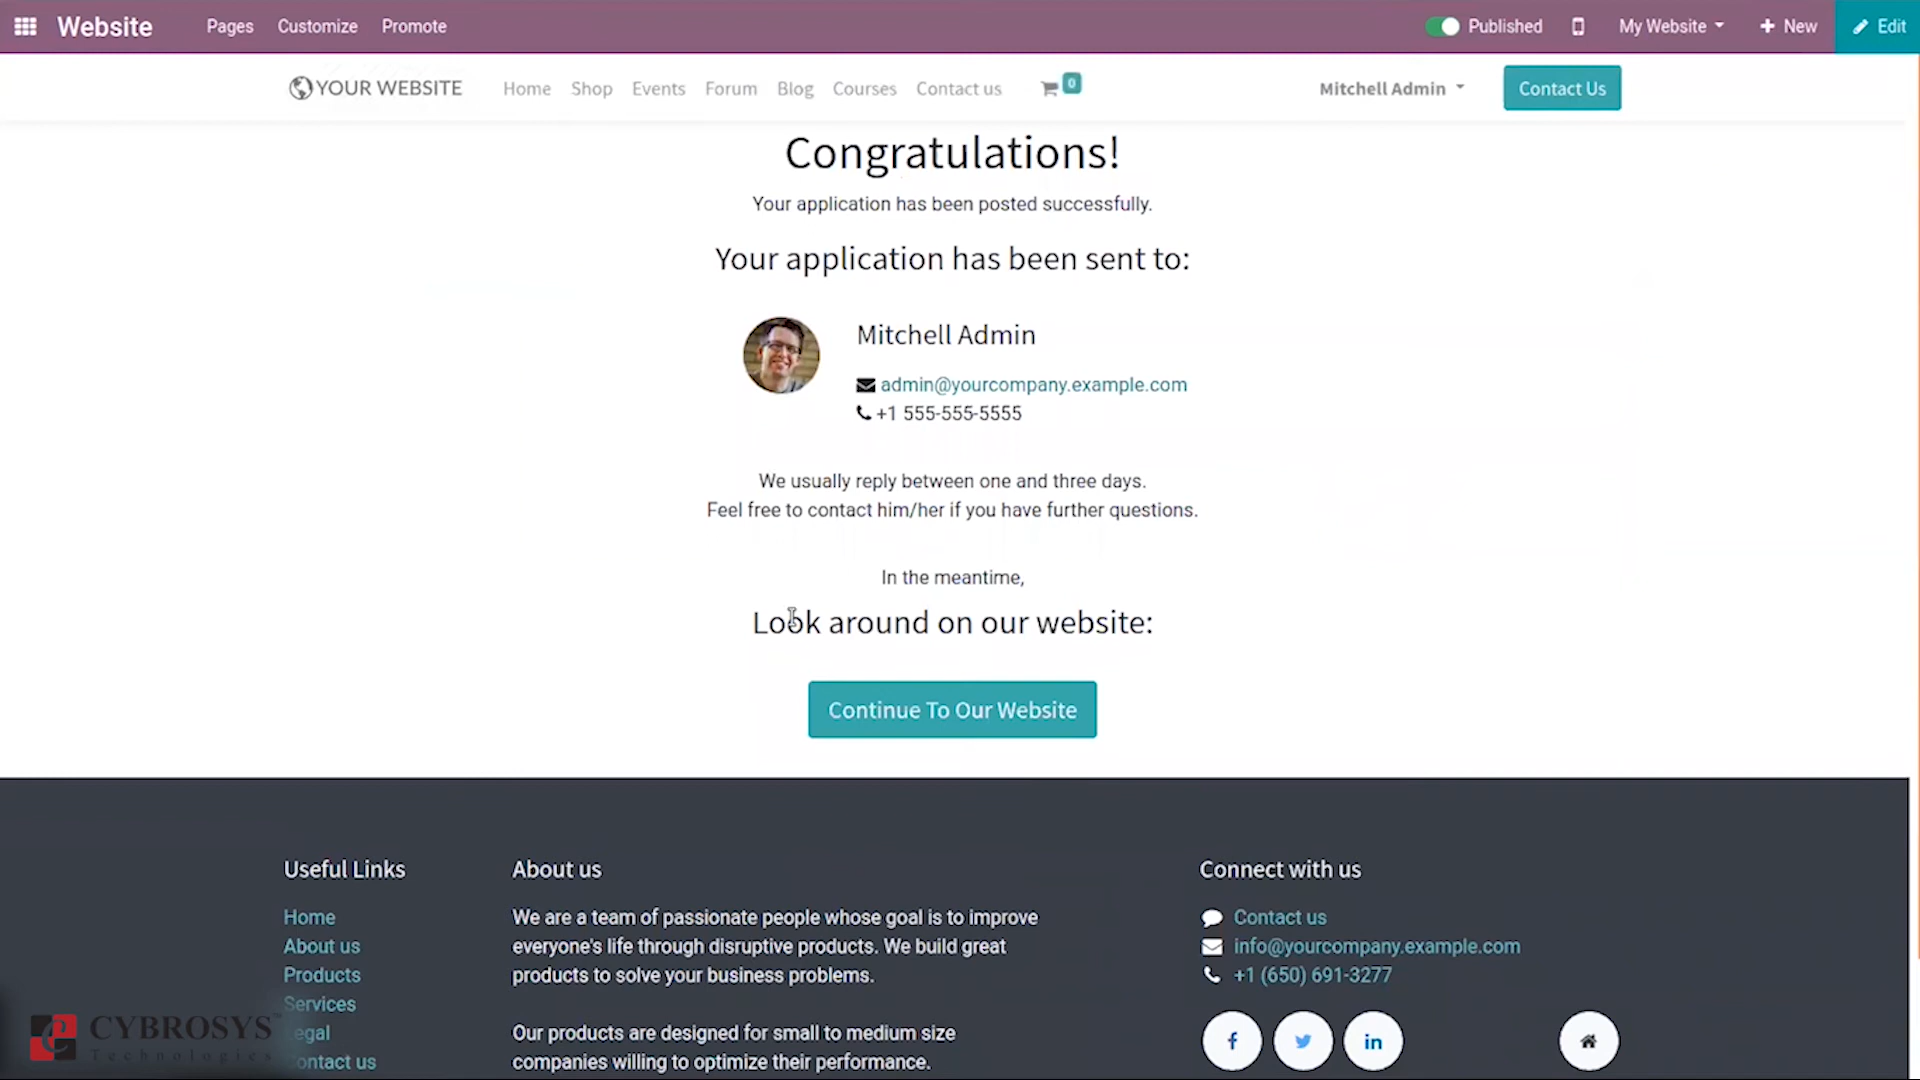 Website Pages Customize Promote Published My Website New Edit
YOUR WEBSITE Home Shop Events Forum Blog Courses Contact us 0 Mitchell Admin Contact Us
Congratulations!
Your application has been posted successfully.
Your application has been sent to:
Mitchell Admin
admin@yourcompany.example.com
+1 555-555-5555
We usually reply between one and three days.
Feel free to contact him/her if you have further questions.
In the meantime,
Look around on our website:
Continue To Our Website
Useful Links
Home
About us
Products
Services
egal
ontact us
About us
We are a team of passionate people whose goal is to improve
everyone's life through disruptive products. We build great
products to solve your business problems.
Our products are designed for small to medium size
companies willing to optimize their performance.
Connect with us
Contact us
info@yourcompany.example.com
+1 (650) 691-3277
CYBROSYS
Technologies